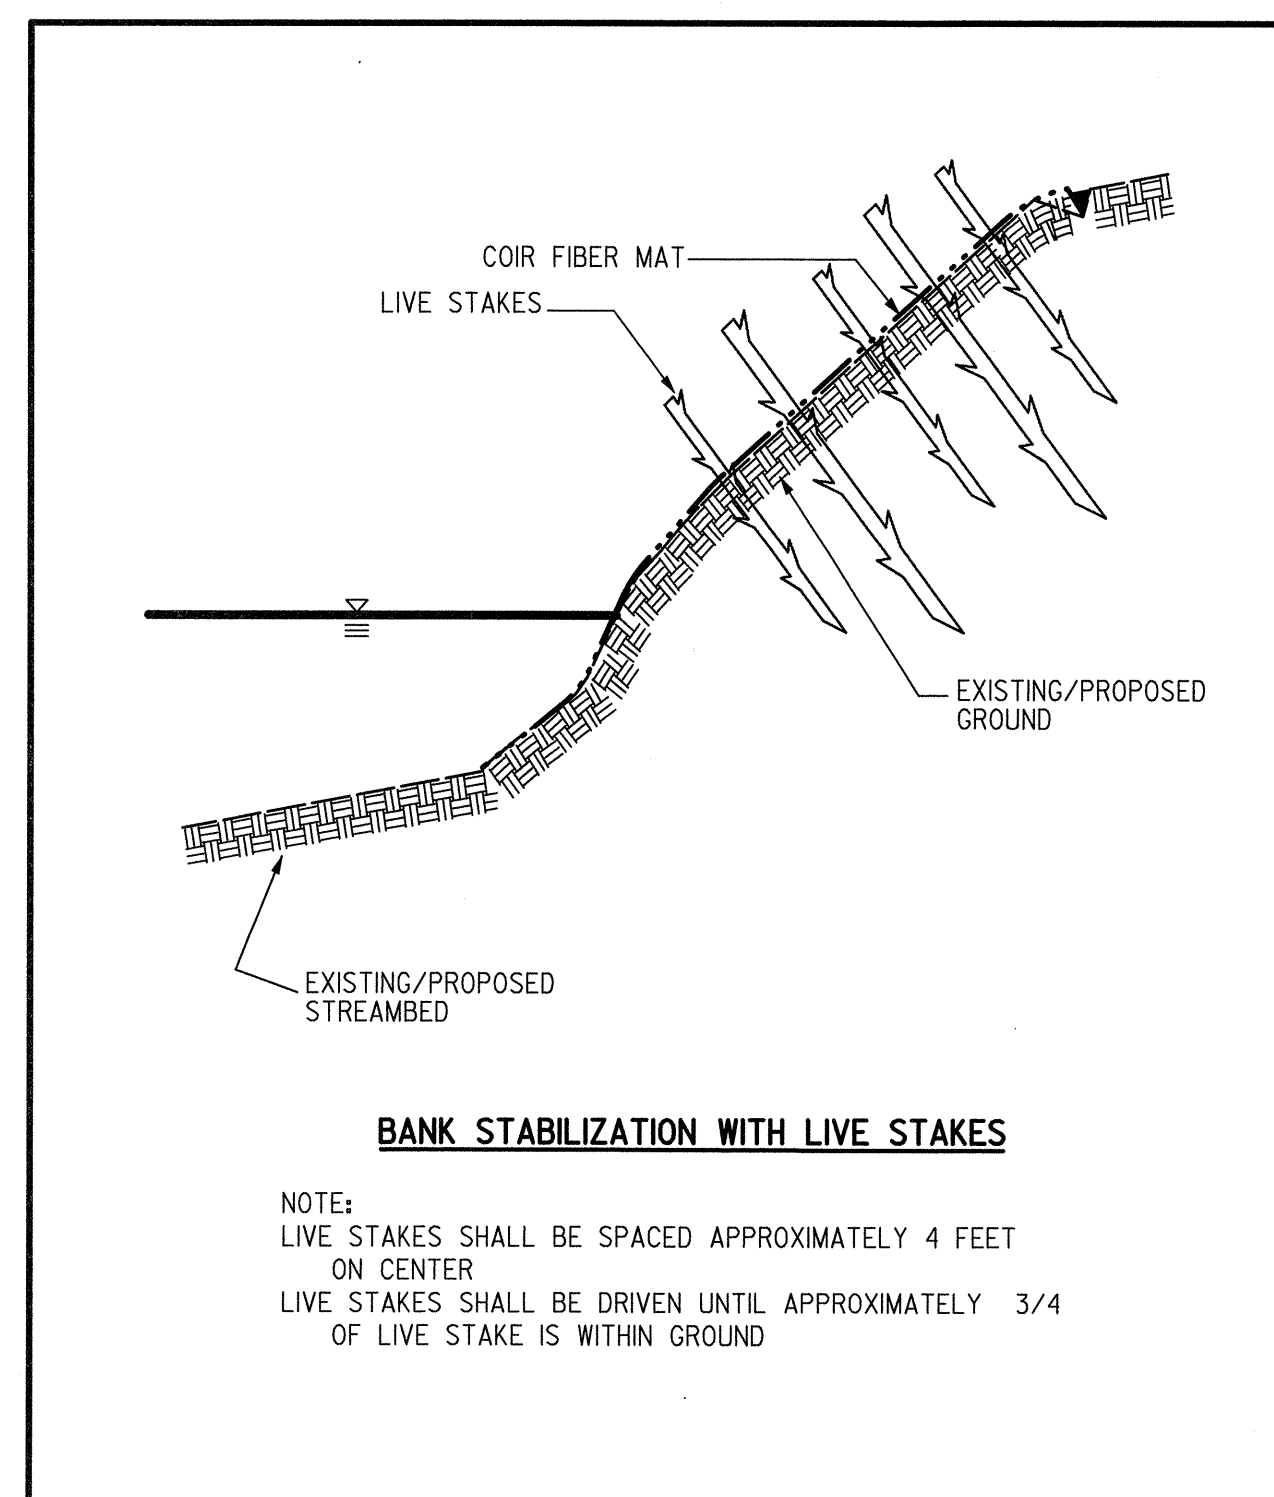 COIR FIBER MAT
LIVE STAKES
EXISTING/PROPOSED
GROUND
EXISTING/PROPOSED
STREAMBED
BANK STABILIZATION WITH LIVE STAKES
NOTE:
LIVE STAKES SHALL BE SPACED APPROXIMATELY 4 FEET
ON CENTER
LIVE STAKES SHALL BE DRIVEN UNTIL APPROXIMATELY 3/4
OF LIVE STAKE IS WITHIN GROUND